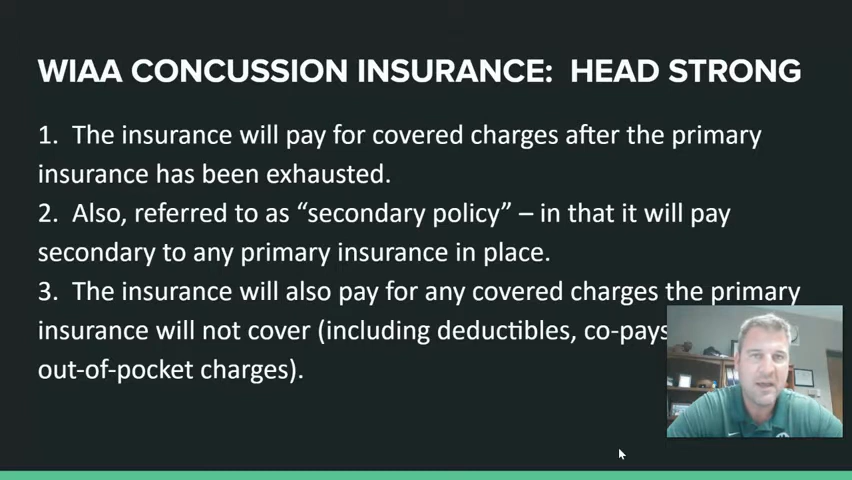 WIAA CONCUSSION INSURANCE: HEAD STRONG
1. The insurance will pay for covered charges after the primary
insurance has been exhausted.
2. Also, referred to as “secondary policy” – in that it will pay
secondary to any primary insurance in place.
3. The insurance will also pay for any covered charges the primary
insurance will not cover (including deductibles, co-pays
out-of-pocket charges).